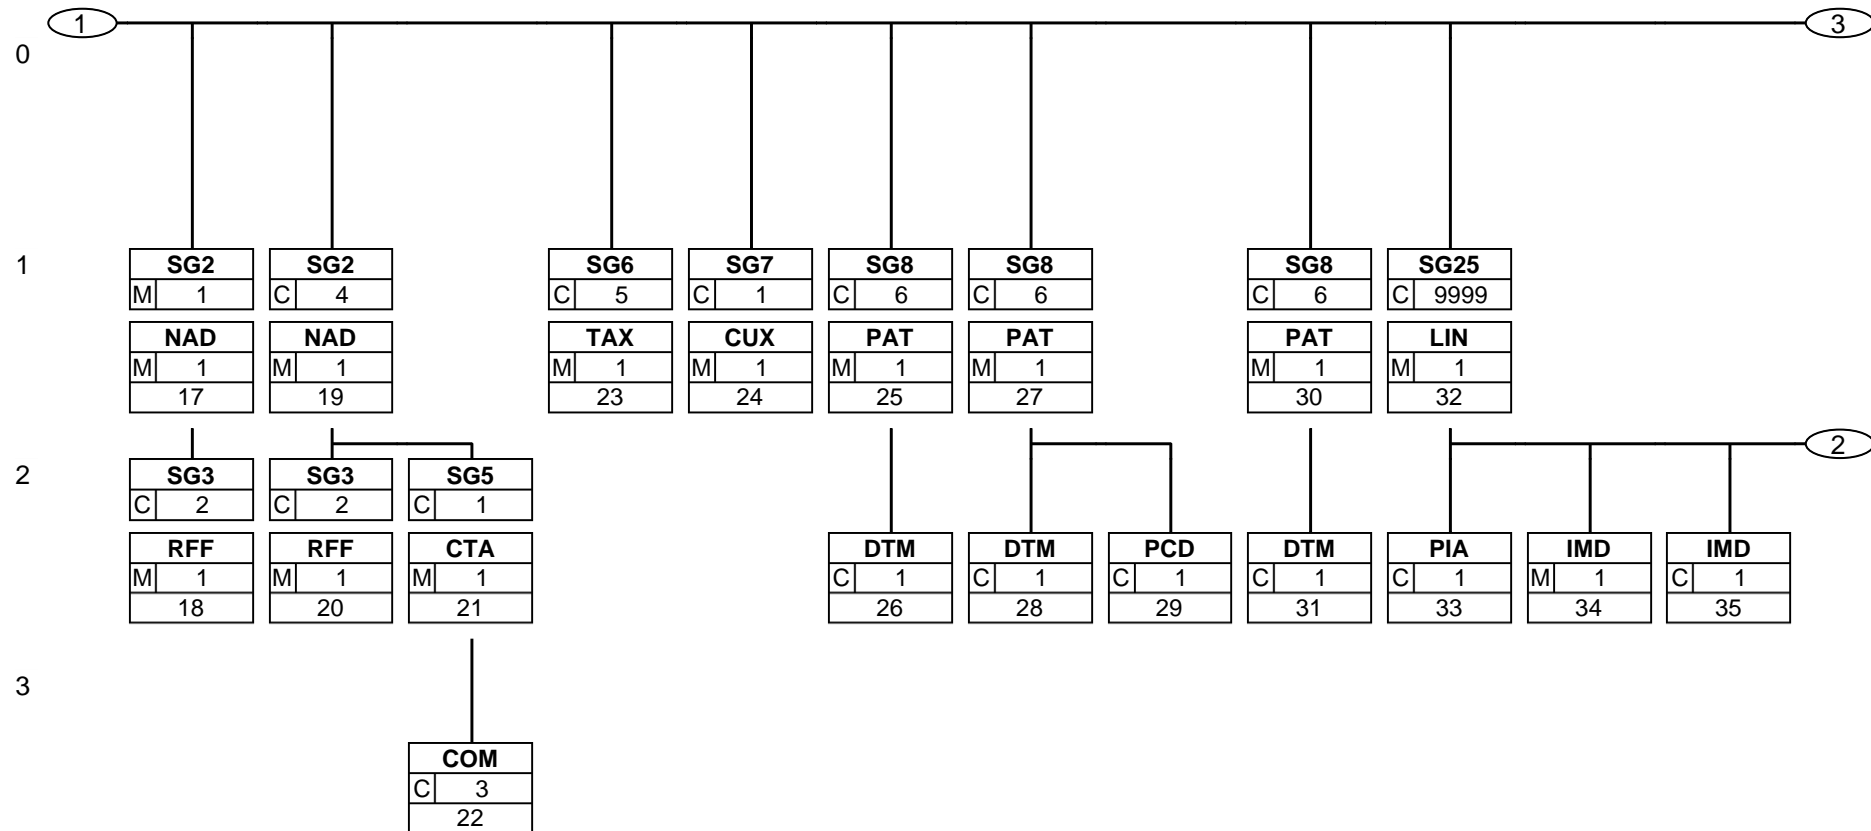 1 3
0
1
SG2 SG2 SG6 SG7 SG8 SG8 SG8 SG25
M 1 C 4 C 5 C 1 C 6 C 6 C 6 C 9999
NAD NAD TAX CUX PAT PAT PAT LIN
M 1 M 1 M 1 M 1 M 1 M 1 M 1 M 1
17 19 23 24 25 27 30 32
2
2
SG3 SG3 SG5
C 2 C 2 C 1
RFF RFF CTA DTM DTM PCD DTM PIA IMD IMD
M 1 M 1 M 1 C 1 C 1 C 1 C 1 C 1 M 1 C 1
18 20 21 26 28 29 31 33 34 35
3
COM
C 3
22